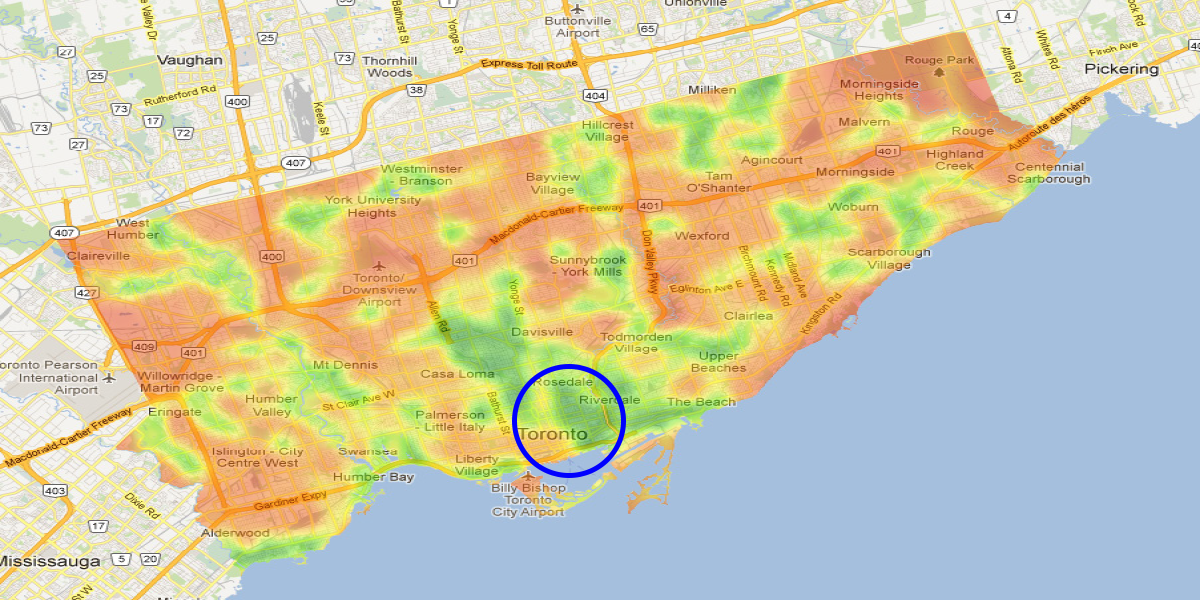 Valley Dr
Bathurst St
Yonge St
1
Unionville
Buttonville
Airport
65
4
Whites Rd
Altona Rd
Finch Ave
Rouge Park
Pickering
27
25
Vaughan
73
Thornhill
Woods
Express Toll Route
25
Rutherford Rd
400
38
404
Milliken
Morningside
Heights
73
17
72
Keele St
Autoroute des héros
73
27
Hillcrest
Village
Malvern
Rouge
407
401
Highland
Creek
Agincourt
Westminster
- Branson
Bayview
Village
Tam
O'Shanter
Morningside
Centennial
Scarborough
York University
Heights
Macdonald-Cartier Freeway
401
Woburn
407
West
Humber
Claireville
Wexford
Don Valley Pkwy
400
401
Sunnybrook
- York Mills
Scarborough
Village
Toronto/
Downsview
Airport
Birchmount Rd
Kennedy Rd
Midland Ave
427
Yonge St
Eglinton Ave E
Allen Rd
Clairlea
Kingston Rd
Davisville
Todmorden
Village
409
401
oronto Pearson
International
Airport
Mt Dennis
Upper
Beaches
Willowridge -
Martin Grove
Casa Loma
Rosedale
Riverdale
The Beach
Humber
Valley
St Clair Ave W
Eringate
Bathurst St
Palmerson
- Little Italy
Toronto
Macdonald-Cartier Freeway
Islington - City
Centre West
Swansea
Liberty
Village
Humber Bay
403
Billy Bishop
Toronto
City Airport
Gardiner Expy
Dixie Rd
17
Alderwood
Mississauga
5
20